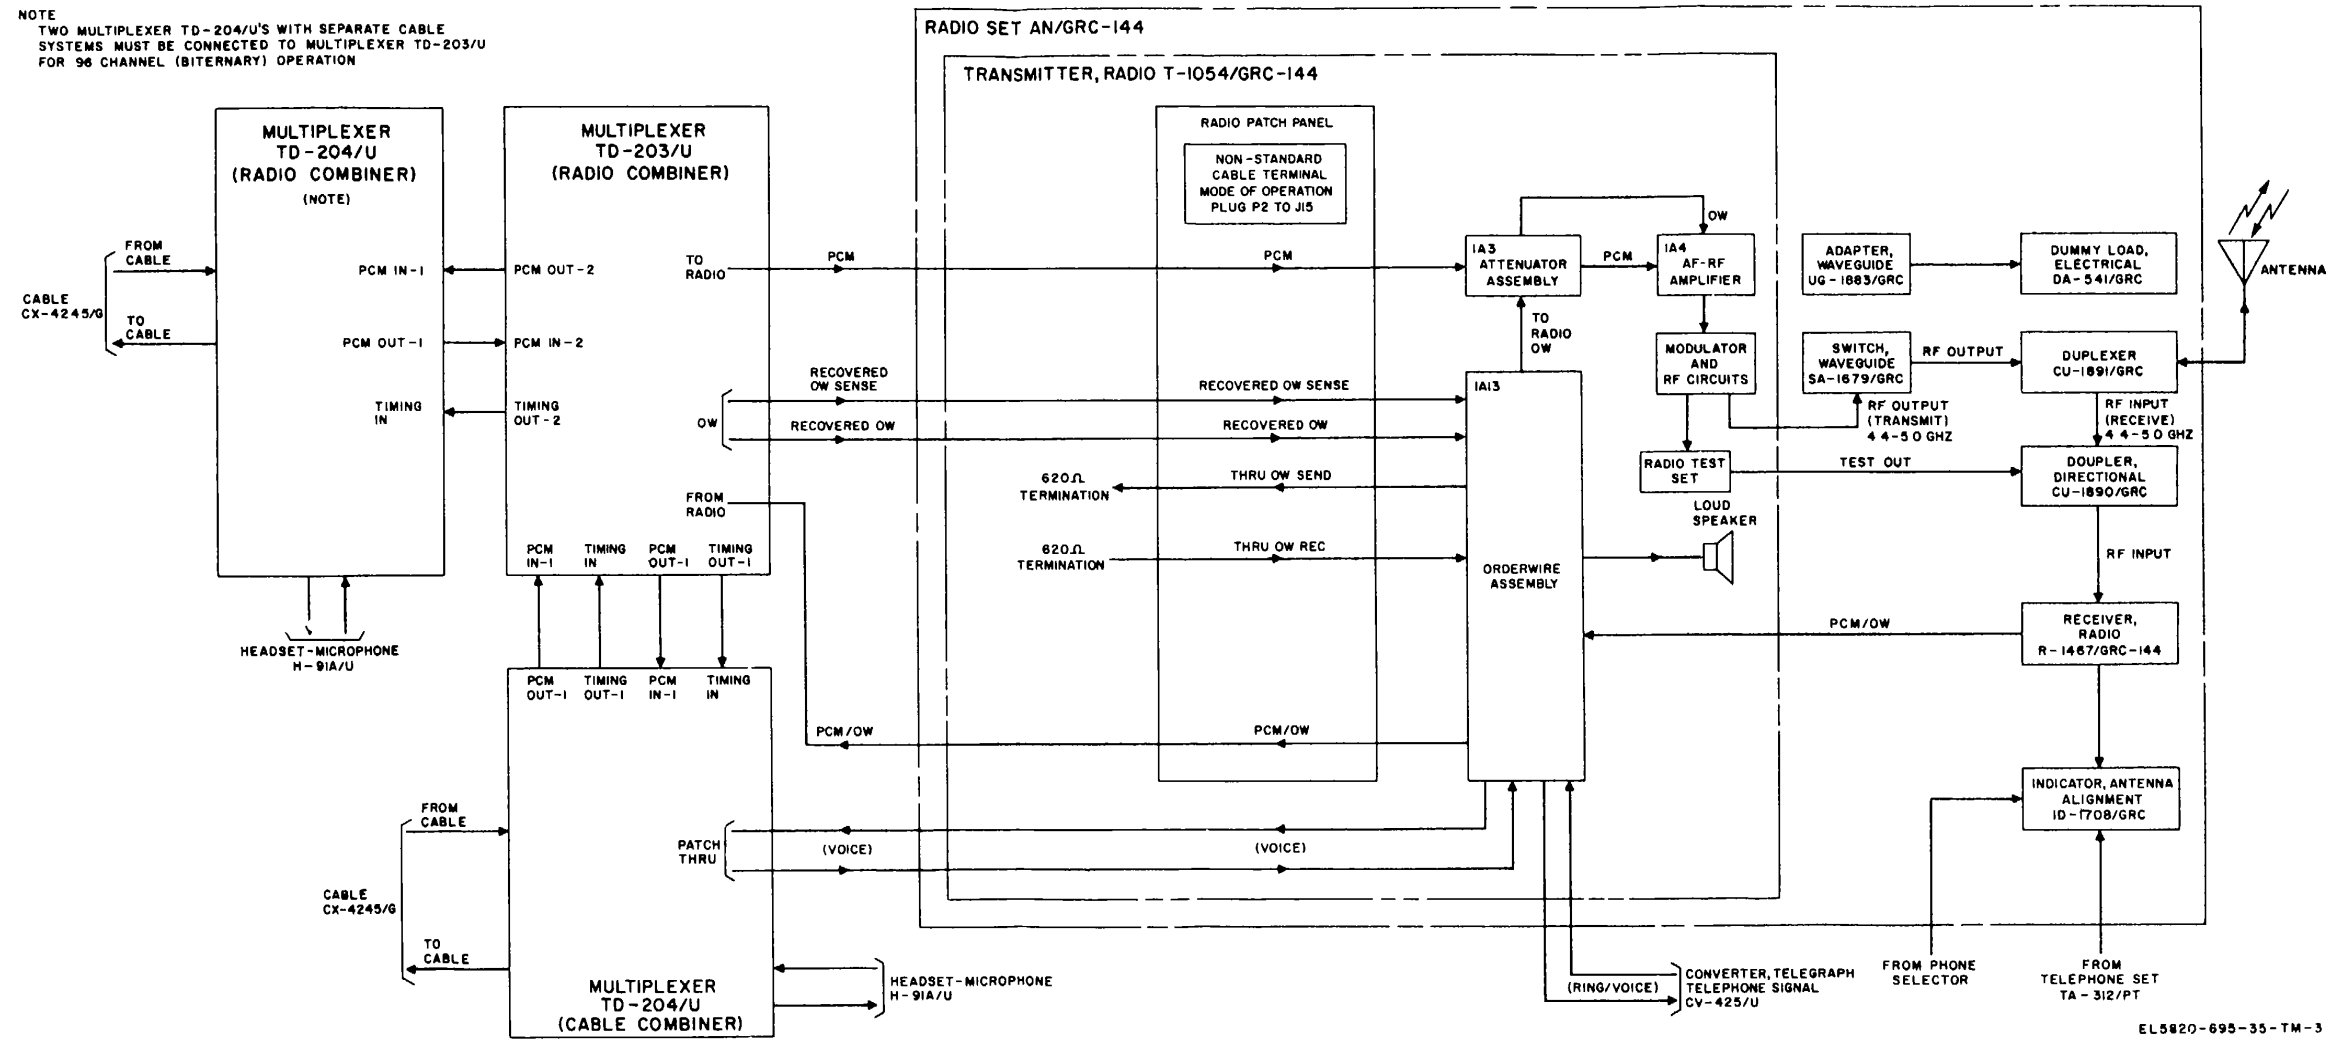 NOTE
TWO MULTIPLEXER TD-204/U'S WITH SEPARATE CABLE
SYSTEMS MUST BE CONNECTED TO MULTIPLEXER TD-203/U
FOR 96 CHANNEL (BITERNARY) OPERATION
RADIO SET AN/GRC-144
TRANSMITTER, RADIO T-1054/GRC-144
MULTIPLEXER
TD-204/U
(RADIO COMBINER)
(NOTE)
FROM
CABLE
CABLE
CX-4245/G
TO
CABLE
PCM IN-1
PCM OUT-1
TIMING
IN
HEADSET-MICROPHONE
H-91A/U
MULTIPLEXER
TD-203/U
(RADIO COMBINER)
PCM OUT-2
PCM IN-2
TIMING
OUT-2
TO
RADIO
OW
FROM
RADIO
PCM
IN-1
TIMING
IN
PCM
OUT-1
TIMING
OUT-1
PCM
RECOVERED
OW SENSE
RECOVERED OW
620Ω
TERMINATION
620Ω
TERMINATION
PCM/OW
RADIO PATCH PANEL
NON-STANDARD
CABLE TERMINAL
MODE OF OPERATION
PLUG P2 TO J15
PCM
RECOVERED OW SENSE
RECOVERED OW
THRU OW SEND
THRU OW REC
PCM/OW
1A3
ATTENUATOR
ASSEMBLY
PCM
OW
1A4
AF-RF
AMPLIFIER
TO
RADIO
OW
1A13
ORDERWIRE
ASSEMBLY
MODULATOR
AND
RF CIRCUITS
RADIO TEST
SET
LOUD
SPEAKER
ADAPTER,
WAVEGUIDE
UG-1883/GRC
DUMMY LOAD,
ELECTRICAL
DA-541/GRC
ANTENNA
SWITCH,
WAVEGUIDE
SA-1679/GRC
RF OUTPUT
DUPLEXER
CU-1891/GRC
RF OUTPUT
(TRANSMIT)
4 4-5 0 GHZ
RF INPUT
(RECEIVE)
4 4-5 0 GHZ
TEST OUT
DOUPLER,
DIRECTIONAL
CU-1890/GRC
RF INPUT
PCM/OW
RECEIVER,
RADIO
R-1467/GRC-144
INDICATOR, ANTENNA
ALIGNMENT
ID-1708/GRC
PCM
OUT-1
TIMING
OUT-1
PCM
IN-1
TIMING
IN
FROM
CABLE
CABLE
CX-4245/G
TO
CABLE
PATCH
THRU
(VOICE)
(VOICE)
MULTIPLEXER
TD-204/U
(CABLE COMBINER)
HEADSET-MICROPHONE
H-91A/U
(RING/VOICE)
CONVERTER, TELEGRAPH
TELEPHONE SIGNAL
CV-425/U
FROM PHONE
SELECTOR
FROM
TELEPHONE SET
TA-312/PT
EL5820-695-35-TM-3